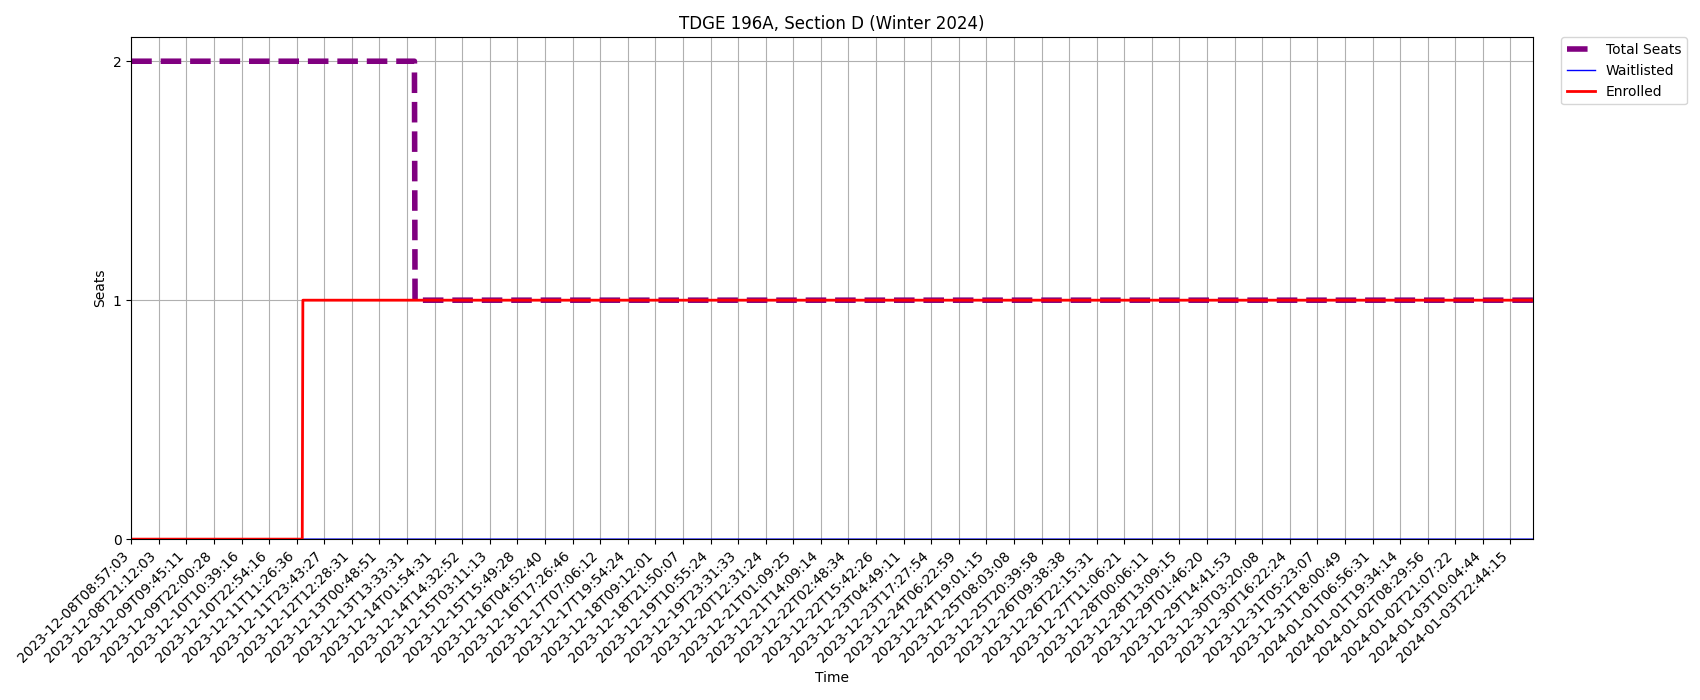 TDGE 196A, Section D (Winter 2024)
Total Seats
Waitlisted
Enrolled
2
1
0
Seats
2023-12-08T08:57:03
2023-12-08T21:12:03
2023-12-09T09:45:11
2023-12-09T22:00:28
2023-12-10T10:39:16
2023-12-10T22:54:16
2023-12-11T11:26:36
2023-12-11T23:43:27
2023-12-12T12:28:31
2023-12-13T00:48:51
2023-12-13T13:33:31
2023-12-14T01:54:31
2023-12-14T14:32:52
2023-12-15T03:11:13
2023-12-15T15:49:28
2023-12-16T04:52:40
2023-12-16T17:26:46
2023-12-17T07:06:12
2023-12-17T19:54:24
2023-12-18T09:12:01
2023-12-18T21:50:07
2023-12-19T10:55:24
2023-12-19T23:31:33
2023-12-20T12:31:24
2023-12-21T01:09:25
2023-12-21T14:09:14
2023-12-22T02:48:34
2023-12-22T15:42:26
2023-12-23T04:49:11
2023-12-23T17:27:54
2023-12-24T06:22:59
2023-12-24T19:01:15
2023-12-25T08:03:08
2023-12-25T20:39:58
2023-12-26T09:38:38
2023-12-26T22:15:31
2023-12-27T11:06:21
2023-12-28T00:06:11
2023-12-28T13:09:15
2023-12-29T01:46:20
2023-12-29T14:41:53
2023-12-30T03:20:08
2023-12-30T16:22:24
2023-12-31T05:23:07
2023-12-31T18:00:49
2024-01-01T06:56:31
2024-01-01T19:34:14
2024-01-02T08:29:56
2024-01-02T21:07:22
2024-01-03T10:04:44
2024-01-03T22:44:15
Time